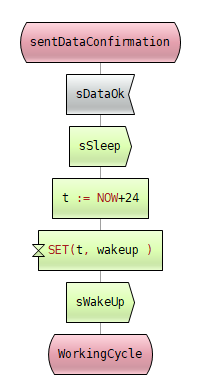 sentDataConfirmation
sDataOk
sSleep
t := NOW+24
SET(t, wakeup )
sWakeUp
WorkingCycle